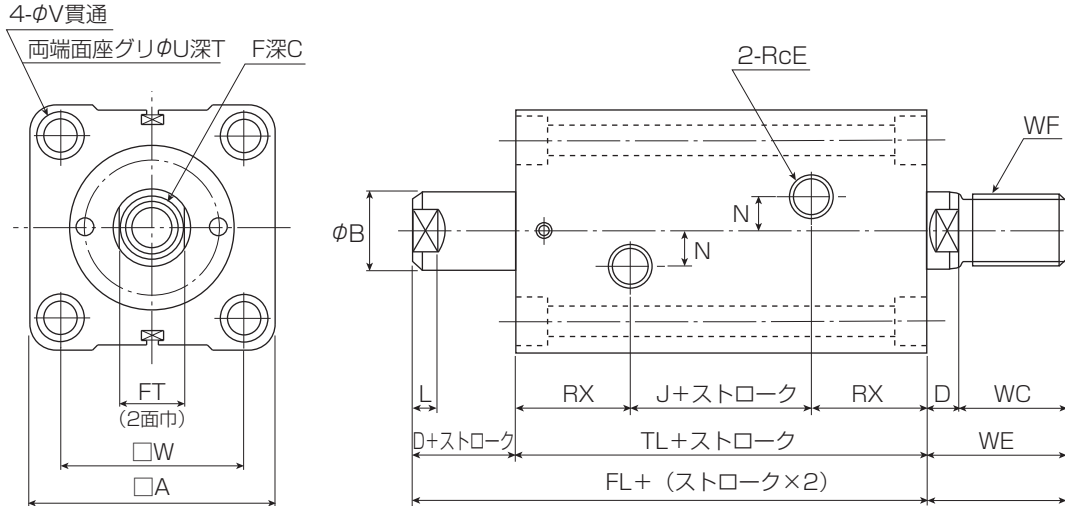 4-φV貫通
両端面座グリφU深T
F深C
FT
(2面巾)
□W
□A
2-RcE
WF
φB
N
N
L
RX
J+ストローク
RX
D
WC
D+ストローク
TL+ストローク
WE
FL+（ストローク×2）